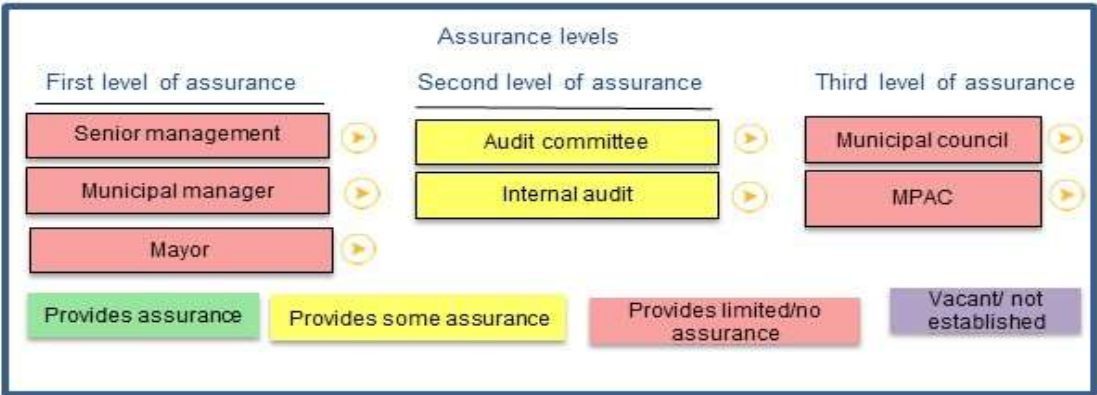 Assurance levels
First level of assurance
Second level of assurance
Third level of assurance
Senior management
Audit committee
Municipal council
Municipal manager
Internal audit
MPAC
Mayor
Provides assurance
Provides some assurance
Provides limited/no
assurance
Vacant/ not
established